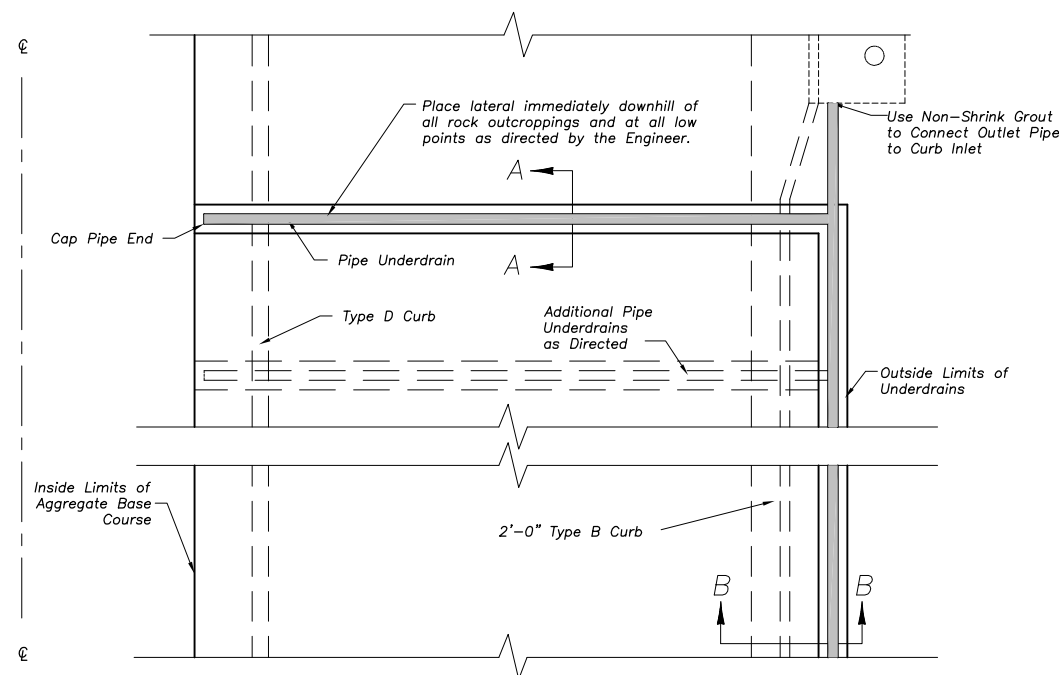 ℄
Place lateral immediately downhill of
all rock outcroppings and at all low
points as directed by the Engineer.
Use Non-Shrink Grout
to Connect Outlet Pipe
to Curb Inlet
A
Cap Pipe End
Pipe Underdrain
A
Type D Curb
Additional Pipe
Underdrains
as Directed
Outside Limits of
Underdrains
Inside Limits of
Aggregate Base
Course
2'-0" Type B Curb
B B
℄